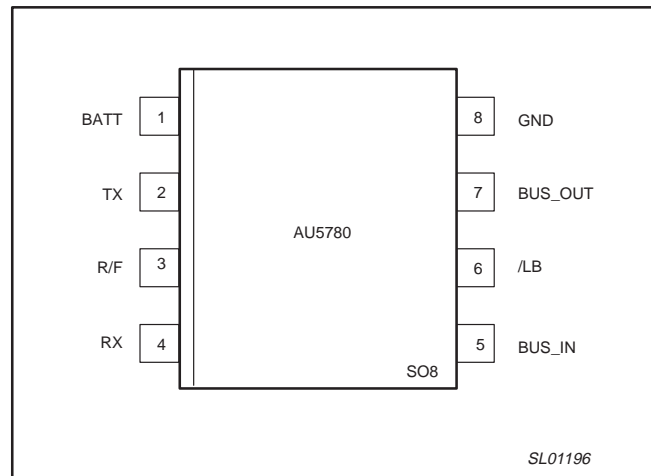 BATT 1 8 GND
TX 2 7 BUS_OUT
AU5780
R/F 3 6 /LB
RX 4 5 BUS_IN
SO8
SL01196